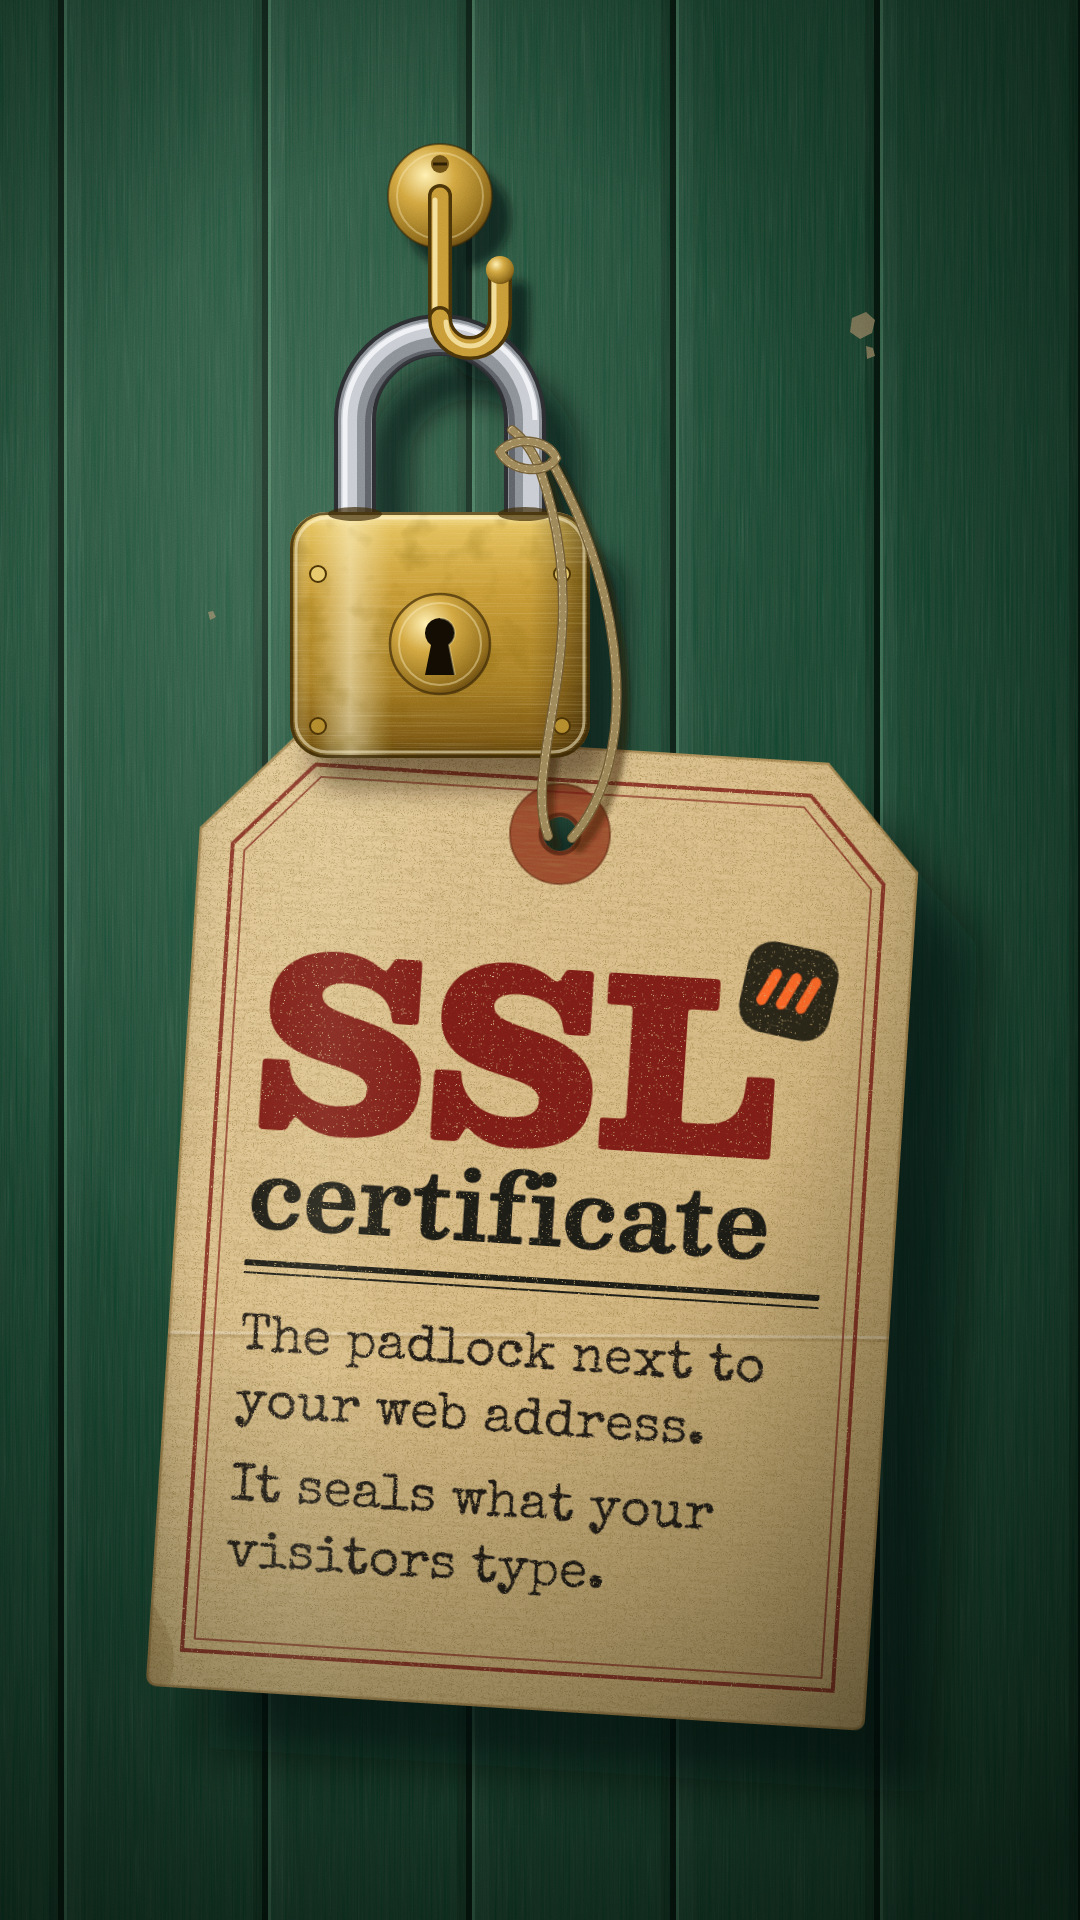 SSL
certificate
The padlock next to
your web address.
It seals what your
visitors type.